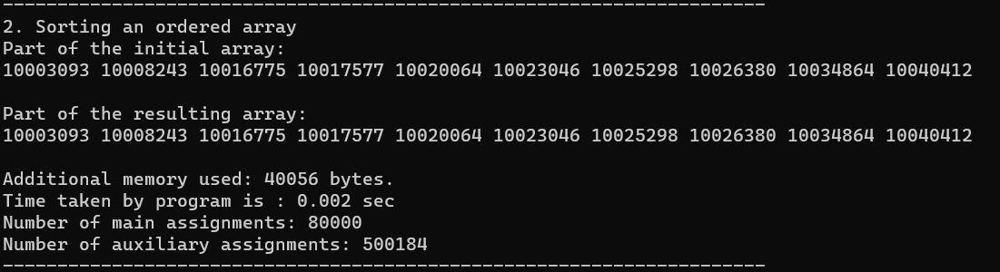 ----------------------------------------------------------------------
2. Sorting an ordered array
Part of the initial array:
10003093 10008243 10016775 10017577 10020064 10023046 10025298 10026380 10034864 10040412
Part of the resulting array:
10003093 10008243 10016775 10017577 10020064 10023046 10025298 10026380 10034864 10040412
Additional memory used: 40056 bytes.
Time taken by program is : 0.002 sec
Number of main assignments: 80000
Number of auxiliary assignments: 500184
----------------------------------------------------------------------